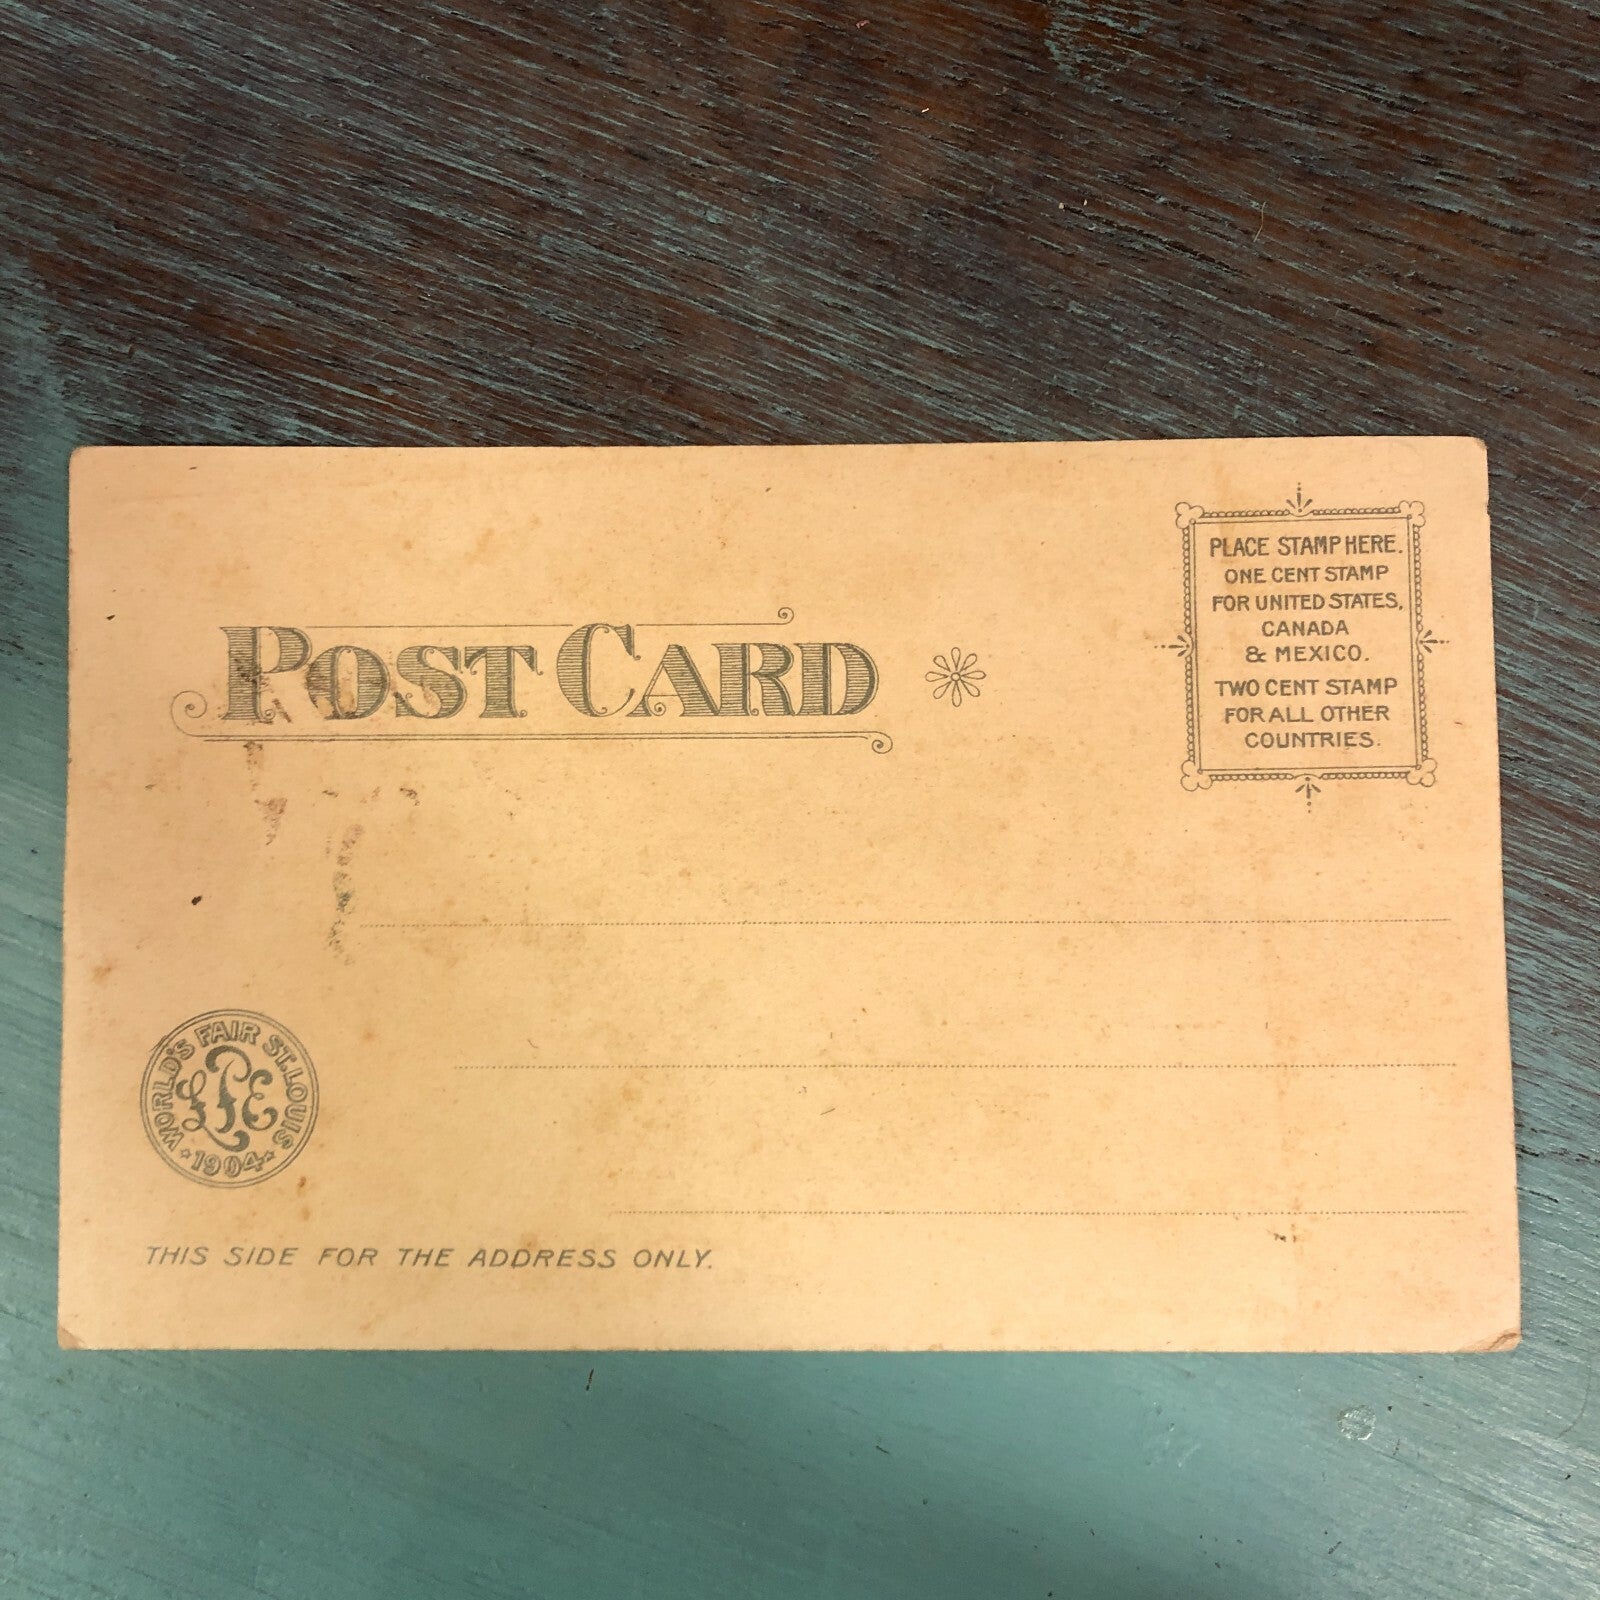 POST CARD
PLACE STAMP HERE.
ONE CENT STAMP
FOR UNITED STATES,
CANADA
& MEXICO.
TWO CENT STAMP
FOR ALL OTHER
COUNTRIES.
WORLD'S FAIR ST. LOUIS
LPE
★ 1904 ★
THIS SIDE FOR THE ADDRESS ONLY.